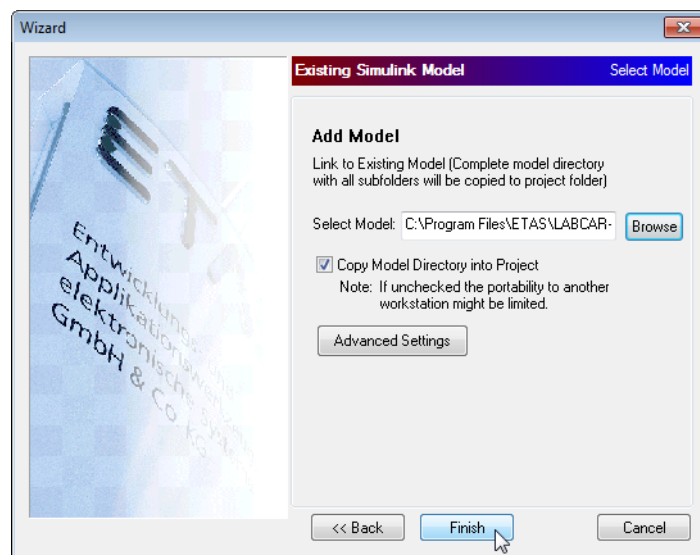 Wizard
Existing Simulink Model Select Model
ETA
Entwicklungs-
Applikations
elektronische
GmbH & Co KG
Add Model
Link to Existing Model (Complete model directory
with all subfolders will be copied to project folder)
Select Model: C:\Program Files\ETAS\LABCAR- Browse
Copy Model Directory into Project
Note: If unchecked the portability to another
workstation might be limited.
Advanced Settings
<< Back Finish Cancel